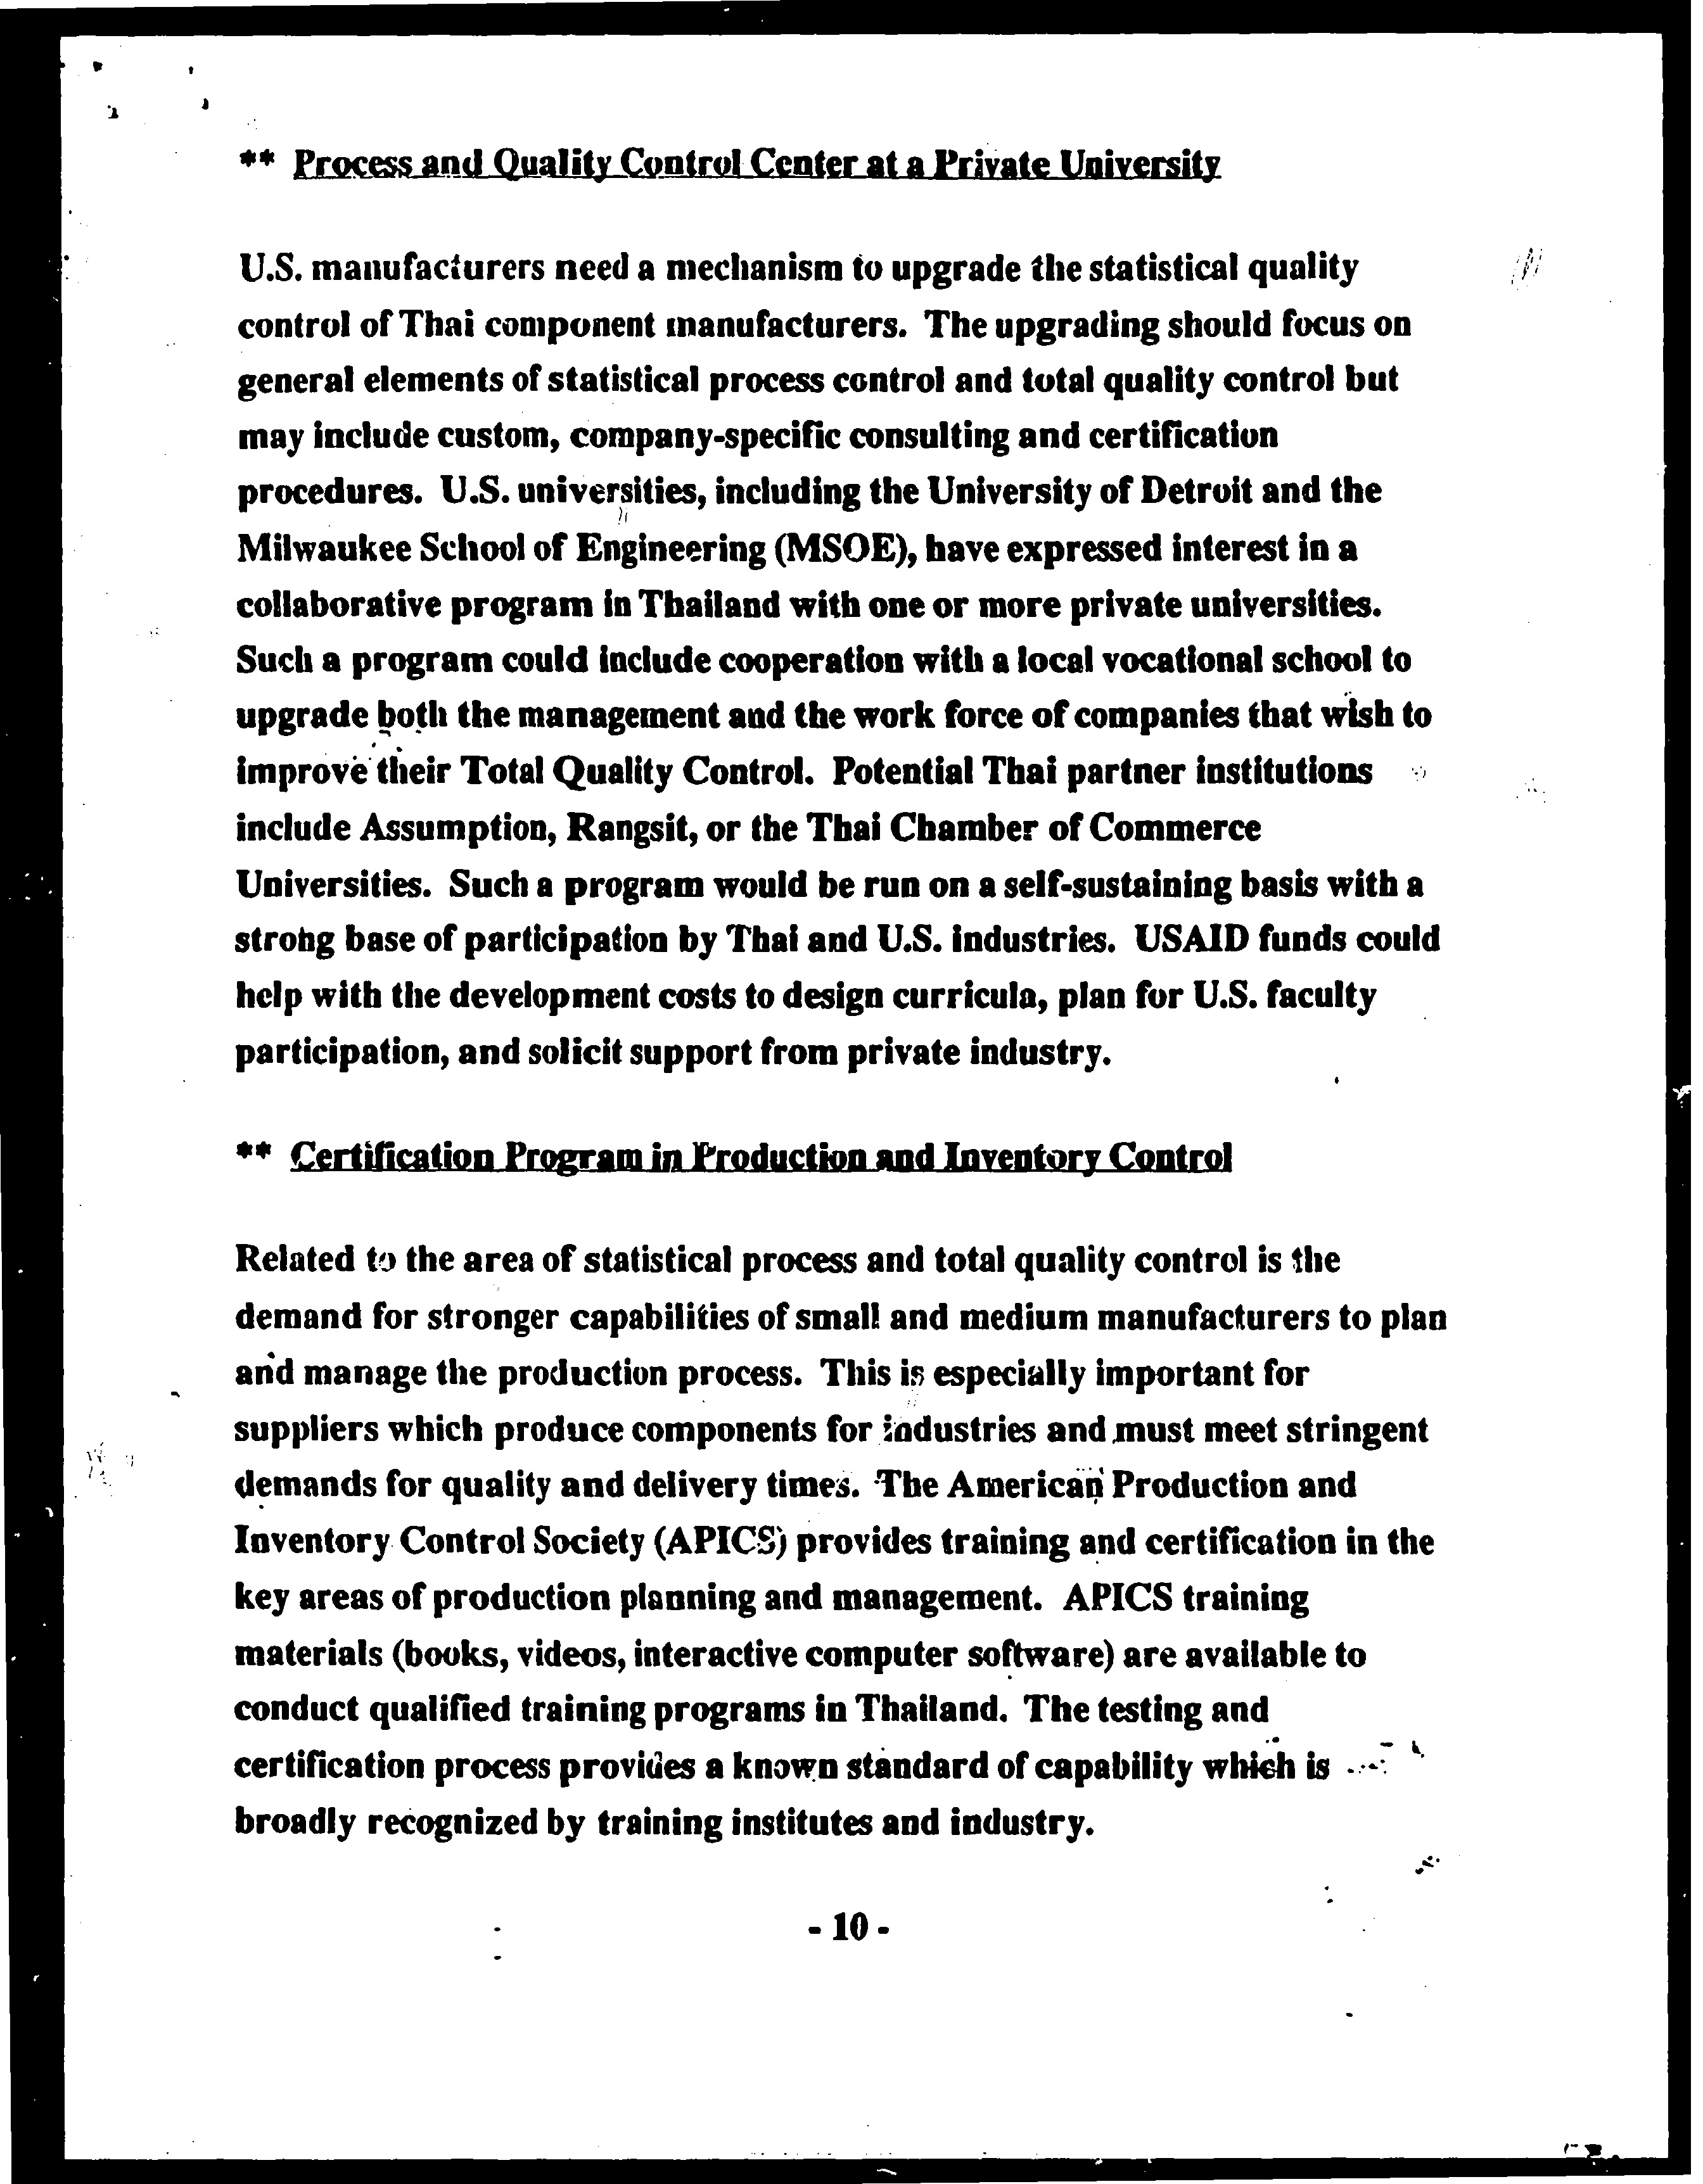 ** Process and Quality Control Center at a Private University
U.S. manufacturers need a mechanism to upgrade the statistical quality
control of Thai component manufacturers. The upgrading should focus on
general elements of statistical process control and total quality control but
may include custom, company-specific consulting and certification
procedures. U.S. universities, including the University of Detroit and the
Milwaukee School of Engineering (MSOE), have expressed interest in a
collaborative program in Thailand with one or more private universities.
Such a program could include cooperation with a local vocational school to
upgrade both the management and the work force of companies that wish to
improve their Total Quality Control. Potential Thai partner institutions
include Assumption, Rangsit, or the Thai Chamber of Commerce
Universities. Such a program would be run on a self-sustaining basis with a
strong base of participation by Thai and U.S. industries. USAID funds could
help with the development costs to design curricula, plan for U.S. faculty
participation, and solicit support from private industry.
** Certification Program in Production and Inventory Control
Related to the area of statistical process and total quality control is the
demand for stronger capabilities of small and medium manufacturers to plan
and manage the production process. This is especially important for
suppliers which produce components for industries and must meet stringent
demands for quality and delivery times. The American Production and
Inventory Control Society (APICS) provides training and certification in the
key areas of production planning and management. APICS training
materials (books, videos, interactive computer software) are available to
conduct qualified training programs in Thailand. The testing and
certification process provides a known standard of capability which is
broadly recognized by training institutes and industry.
- 10 -